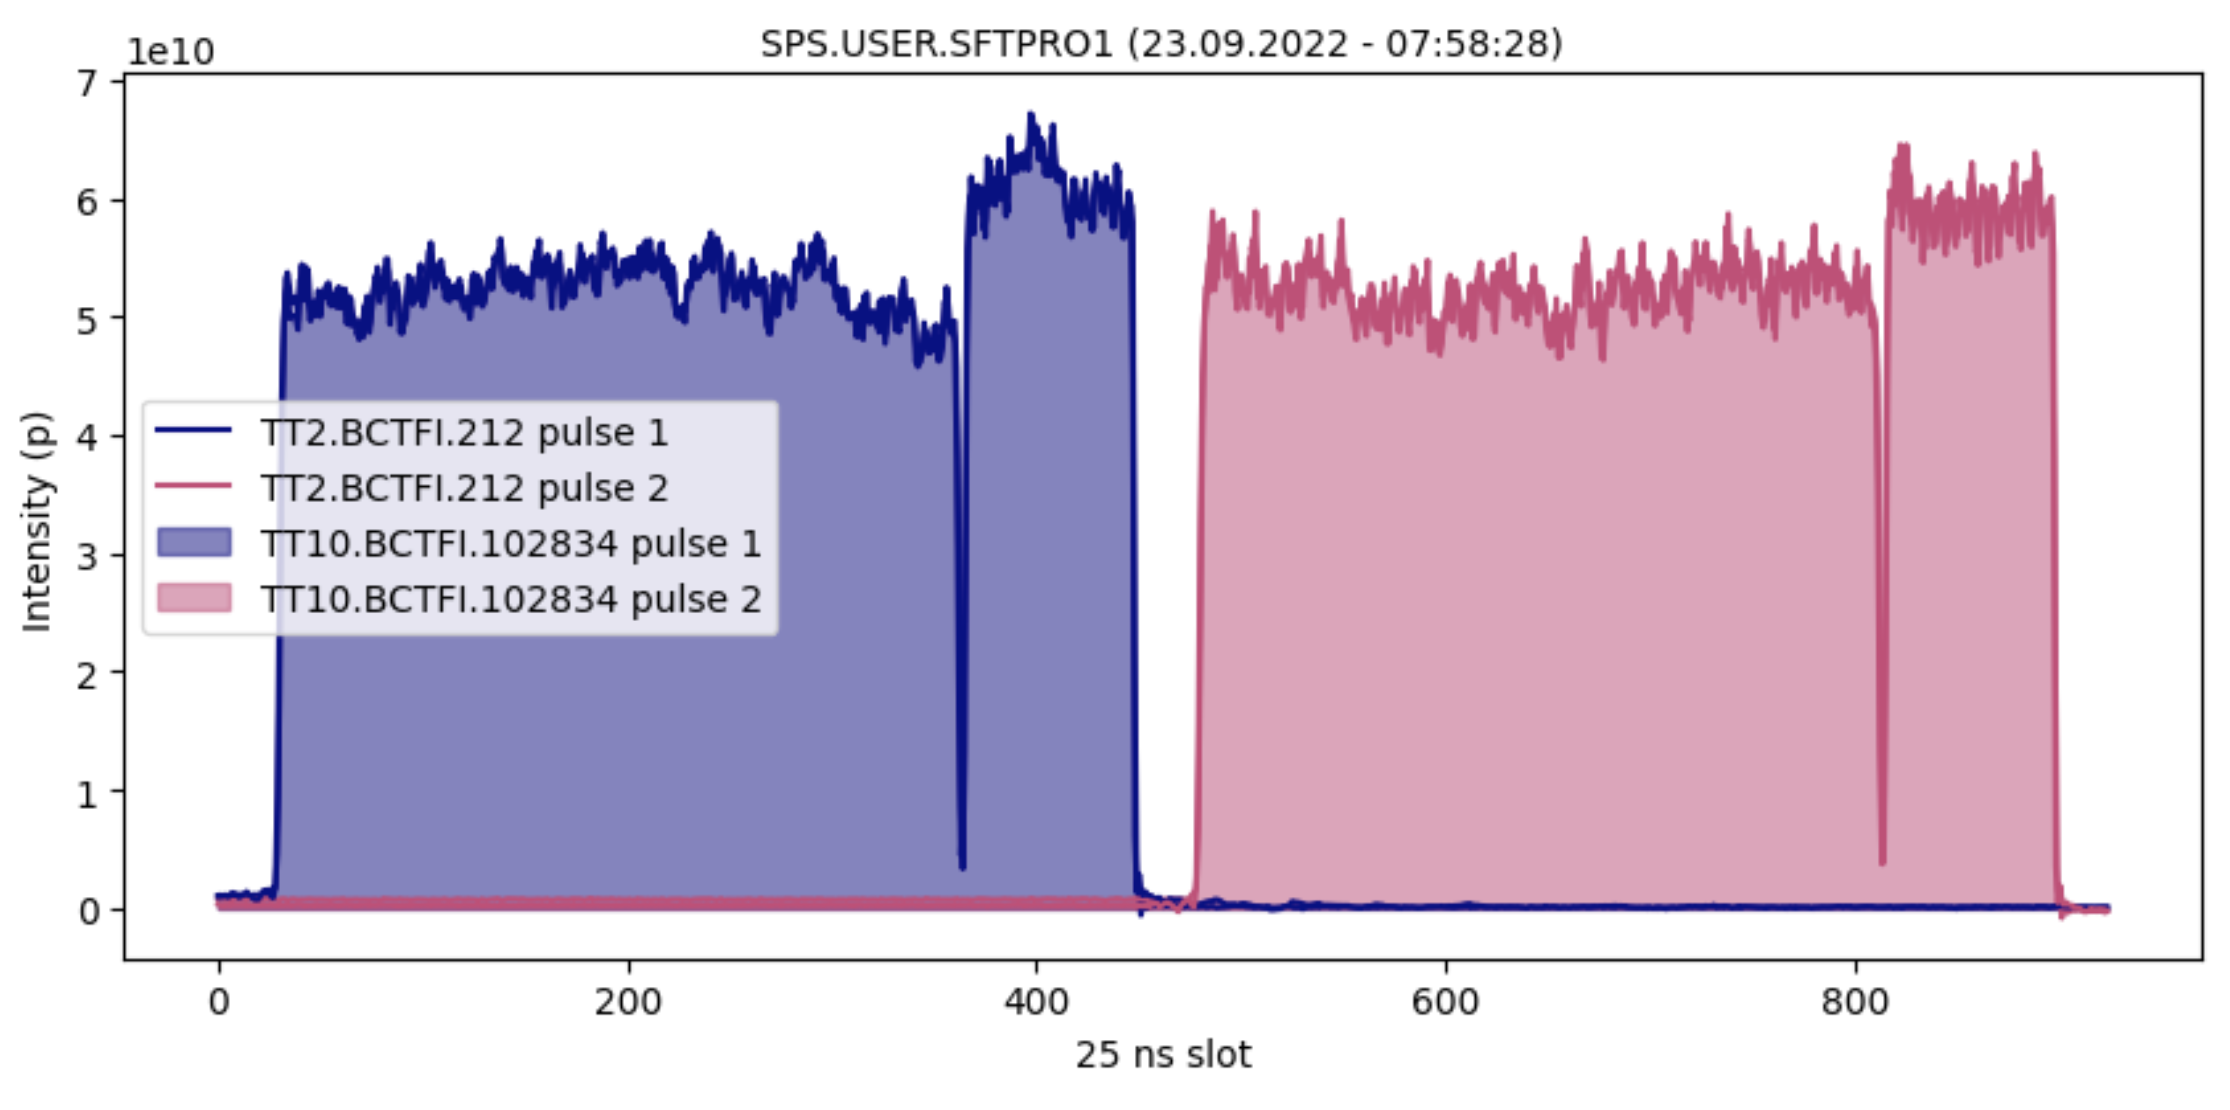 SPS.USER.SFTPRO1 (23.09.2022 - 07:58:28)
1e10
7
6
5
4
3
2
1
0
Intensity (p)
TT2.BCTFI.212 pulse 1
TT2.BCTFI.212 pulse 2
TT10.BCTFI.102834 pulse 1
TT10.BCTFI.102834 pulse 2
0 200 400 600 800
25 ns slot